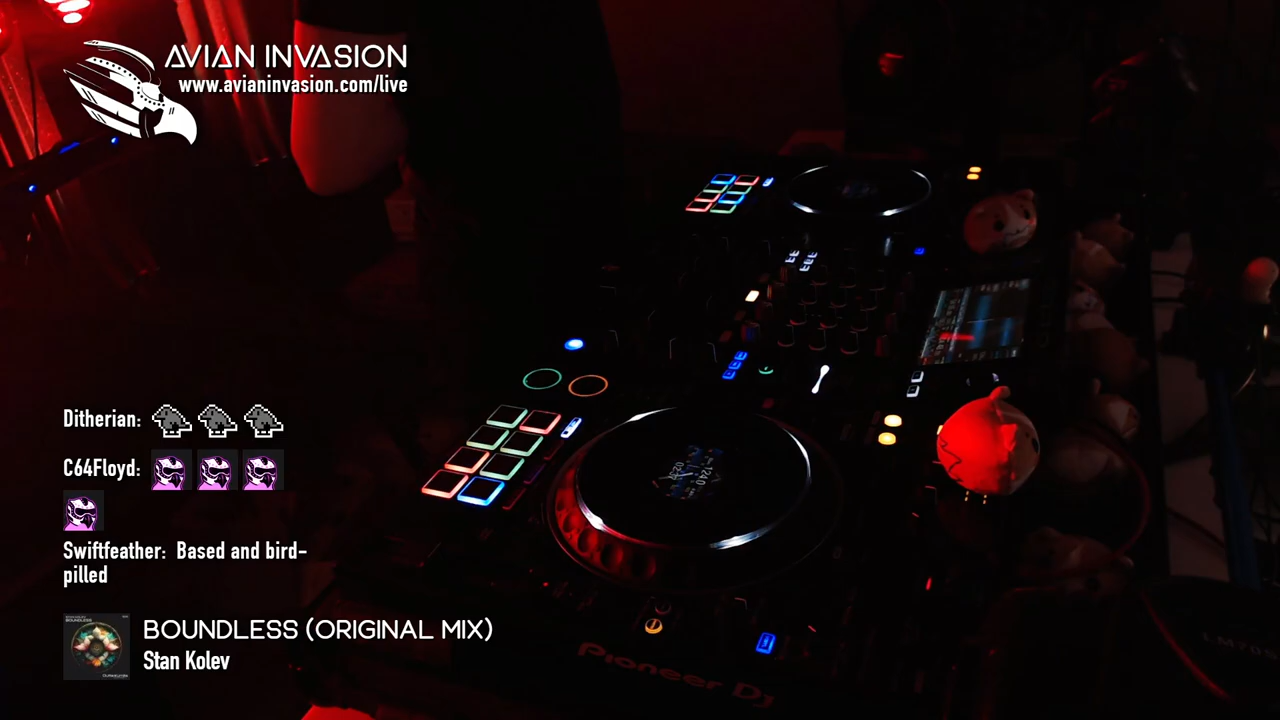 AVIAN INVASION
www.avianinvasion.com/live
Ditherian:
C64Floyd:
Swiftfeather: Based and bird-
pilled
BOUNDLESS (ORIGINAL MIX)
Stan Kolev
Pioneer Dj